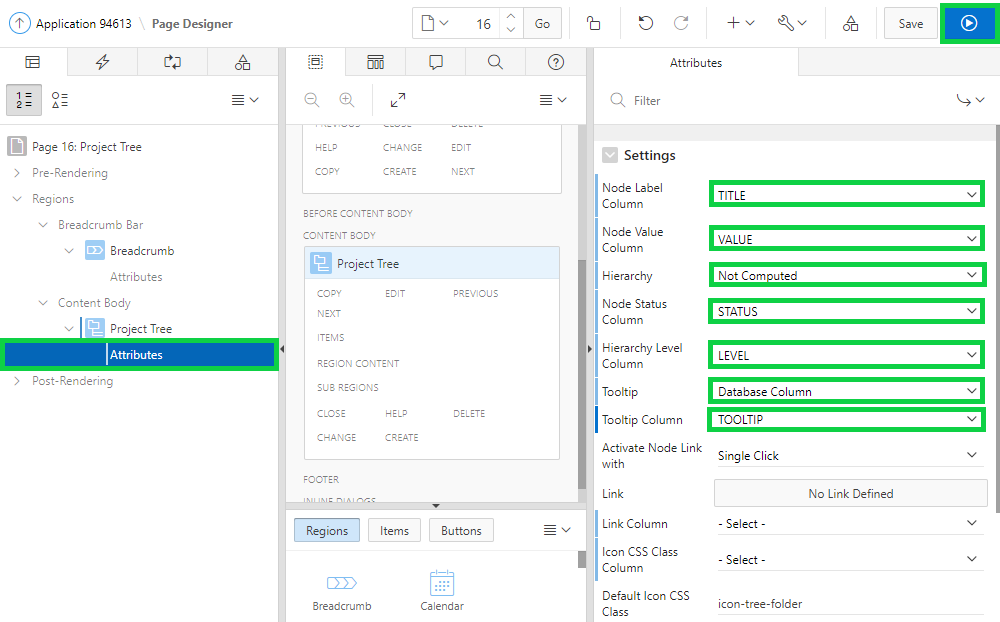 Application 94613 \ Page Designer
16
Go
Save
Page 16: Project Tree
Pre-Rendering
Regions
Breadcrumb Bar
Breadcrumb
Attributes
Content Body
Project Tree
Attributes
Post-Rendering
PREVIOUS CLOSE DELETE
HELP CHANGE EDIT
COPY CREATE NEXT
BEFORE CONTENT BODY
CONTENT BODY
Project Tree
COPY EDIT PREVIOUS
NEXT
ITEMS
REGION CONTENT
SUB REGIONS
CLOSE HELP DELETE
CHANGE CREATE
FOOTER
INLINE DIALOGS
Regions Items Buttons
Breadcrumb Calendar
Attributes
Filter
Settings
Node Label
Column
TITLE
Node Value
Column
VALUE
Hierarchy
Not Computed
Node Status
Column
STATUS
Hierarchy Level
Column
LEVEL
Tooltip
Database Column
Tooltip Column
TOOLTIP
Activate Node Link
with
Single Click
Link
No Link Defined
Link Column
- Select -
Icon CSS Class
Column
- Select -
Default Icon CSS
Class
icon-tree-folder